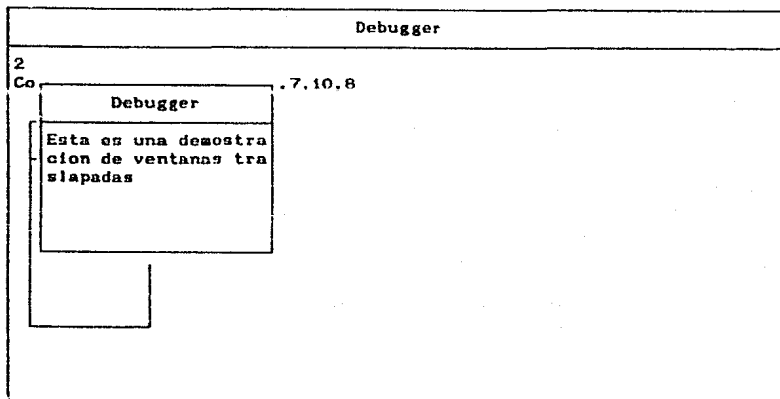 Debugger
2
Co .7,10,8
Debugger
Esta es una demostra
cion de ventanas tra
slapadas